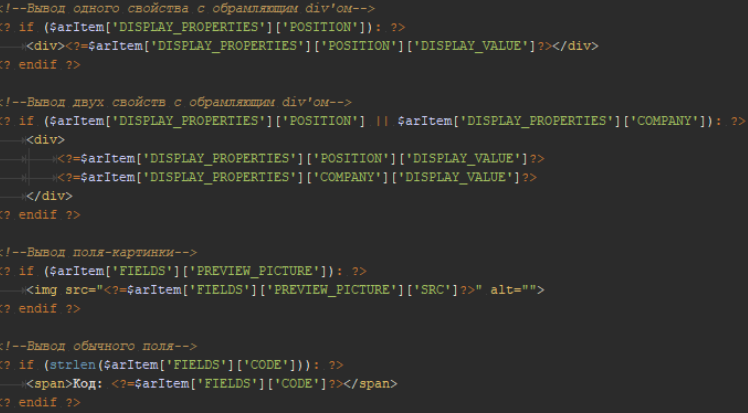 <!--Вывод одного свойства с обрамляющим div'ом-->
<? if ($arItem['DISPLAY_PROPERTIES']['POSITION']): ?>
<div><?=$arItem['DISPLAY_PROPERTIES']['POSITION']['DISPLAY_VALUE']?></div>
<? endif ?>
<!--Вывод двух свойств с обрамляющим div'ом-->
<? if ($arItem['DISPLAY_PROPERTIES']['POSITION'] || $arItem['DISPLAY_PROPERTIES']['COMPANY']): ?>
<div>
<?=$arItem['DISPLAY_PROPERTIES']['POSITION']['DISPLAY_VALUE']?>
<?=$arItem['DISPLAY_PROPERTIES']['COMPANY']['DISPLAY_VALUE']?>
</div>
<? endif ?>
<!--Вывод поля-картинки-->
<? if ($arItem['FIELDS']['PREVIEW_PICTURE']): ?>
<img src="<?=$arItem['FIELDS']['PREVIEW_PICTURE']['SRC']?>" alt="">
<? endif ?>
<!--Вывод обычного поля-->
<? if (strlen($arItem['FIELDS']['CODE'])): ?>
<span>Код: <?=$arItem['FIELDS']['CODE']?></span>
<? endif ?>